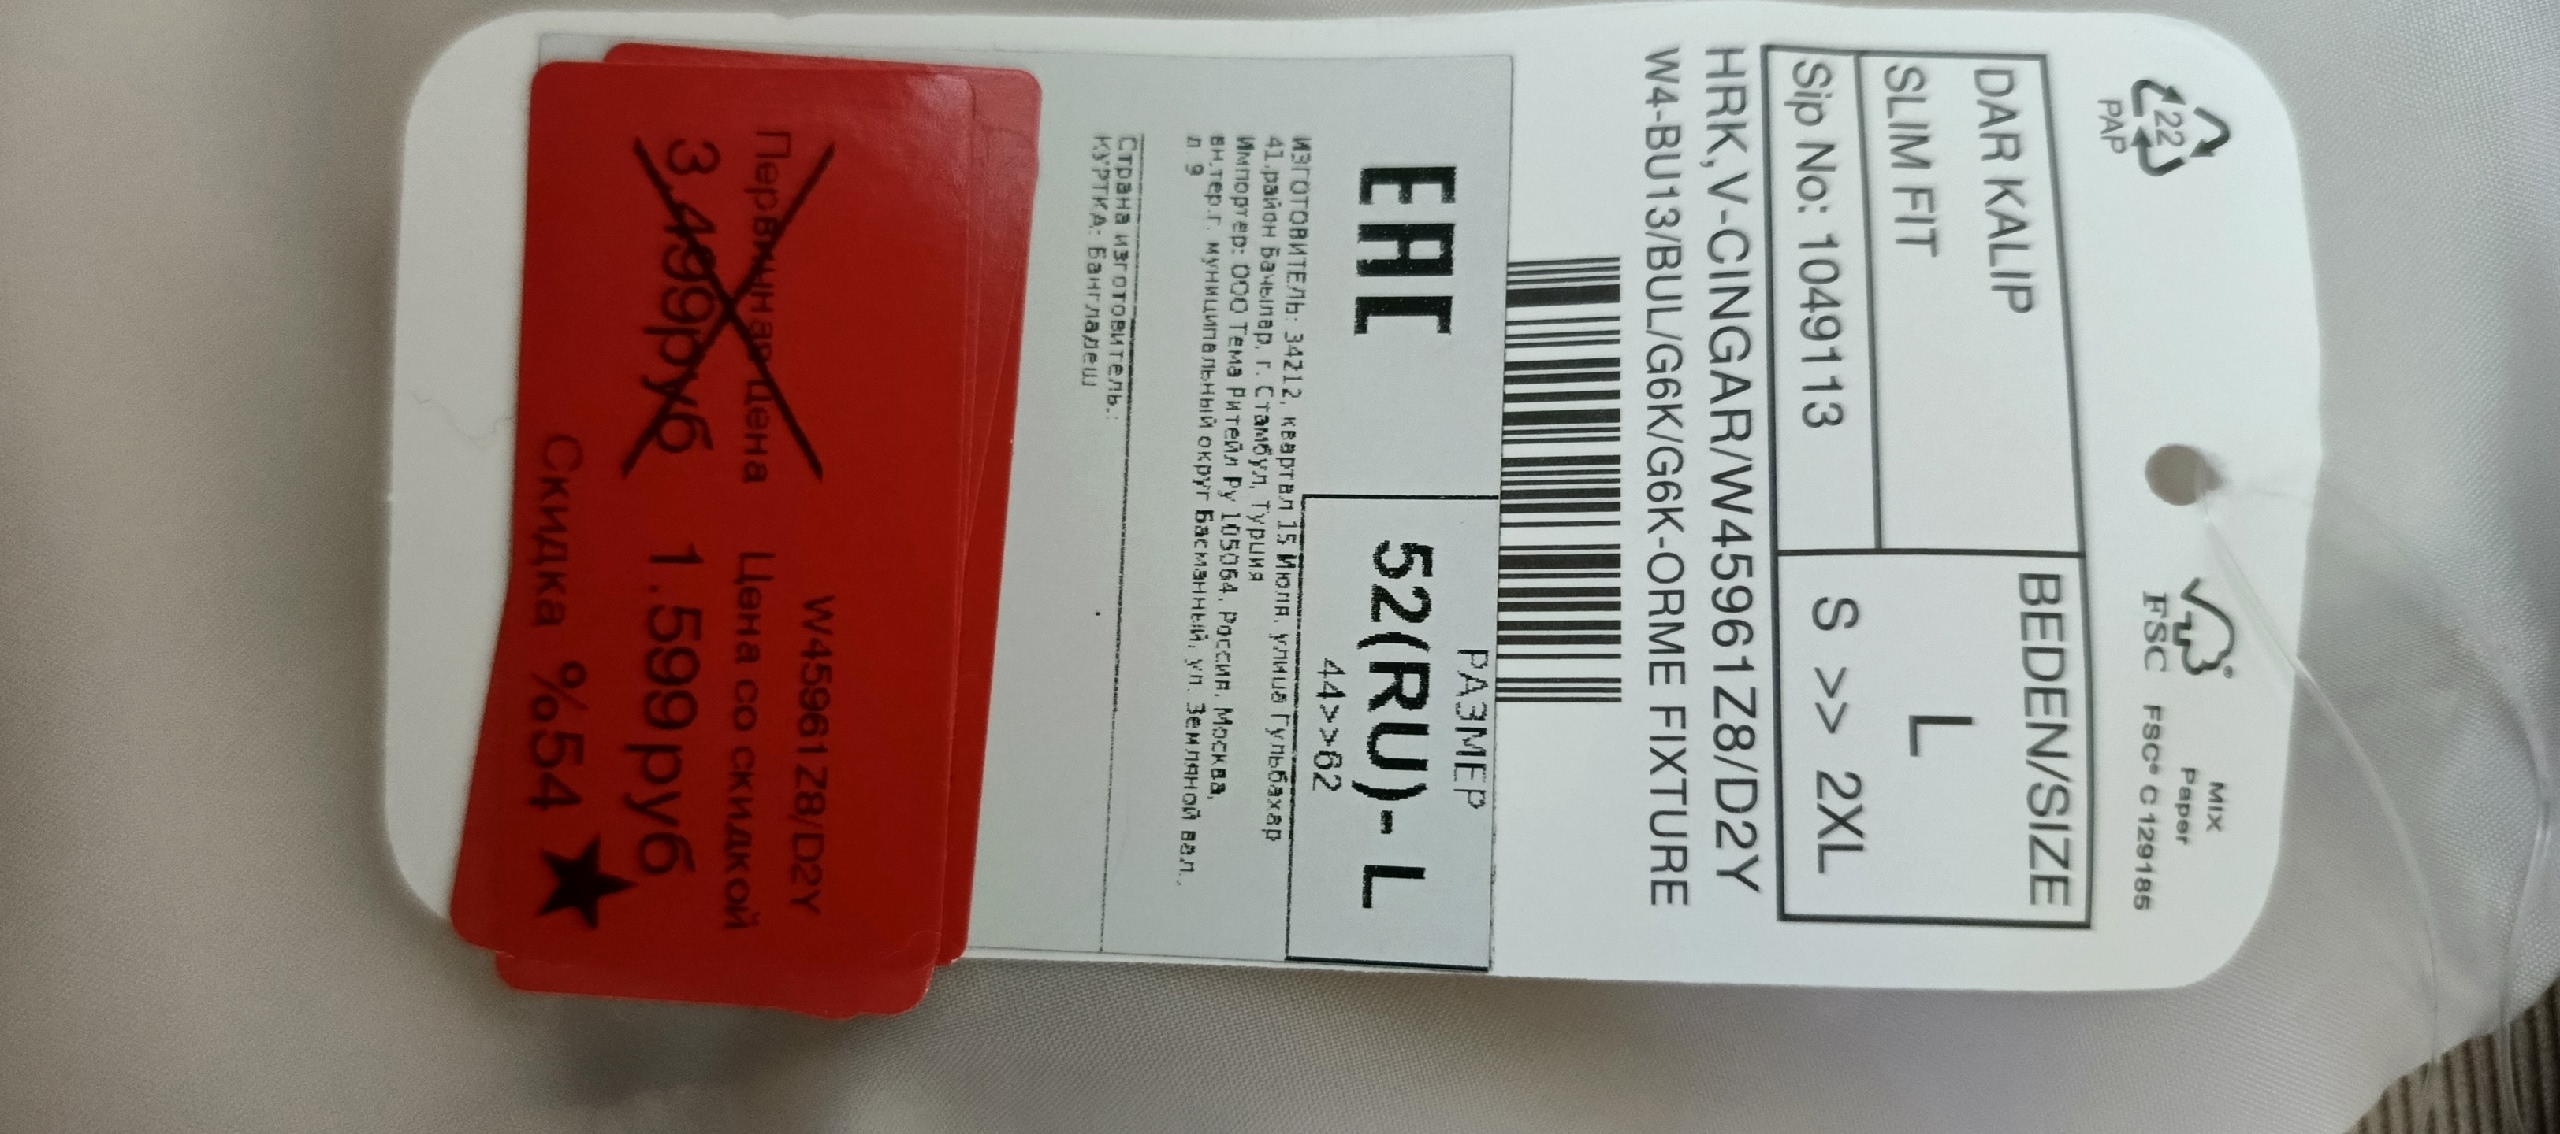 22
PAP
FSC
MIX
Paper
FSC® C129185
DAR KALIP
SLIM FIT
BEDEN/SIZE
L
Sip No: 1049113
S >> 2XL
HRK,V-CINGAR/W45961Z8/D2Y
W4-BU13/BUL/G6K/G6K-ORME FIXTURE
EAC
РАЗМЕР
52(RU)- L
44>>62
ИЗГОТОВИТЕЛЬ: 34212, квартал 15 Июля, улица Гульбахар
41,район Бачылар, г. Стамбул, Турция
Импортер: ООО Тема Ритейл Ру 105064, Россия, Москва,
вн.тер.г. муниципальный округ Басманный, ул. Земляной вал.,
д 9
Страна изготовитель.:
КУРТКА: Бангладеш
W45961Z8/D2Y
Первичная цена
Цена со скидкой
3.499руб
1.599руб
Скидка %54 ★